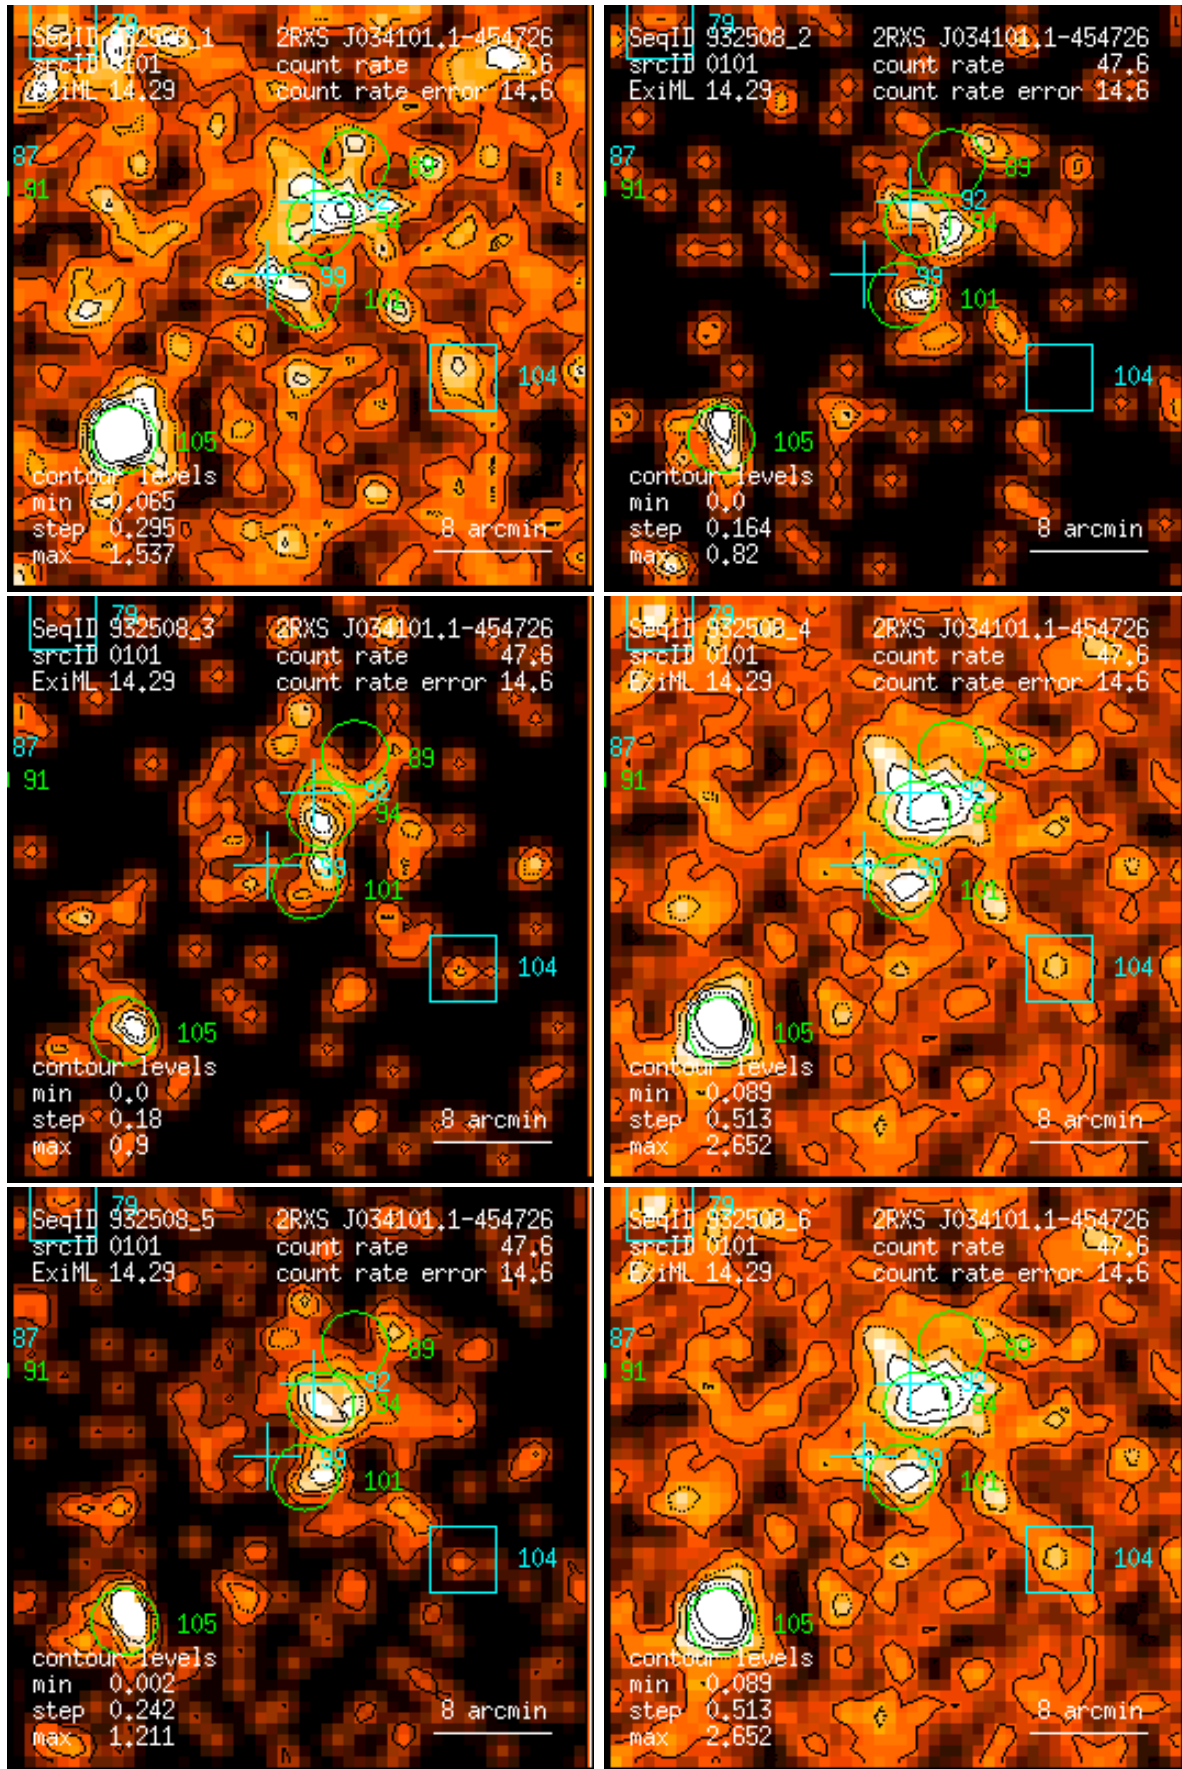 79
SeqID 932508_1 2RXS J034101.1-454726
srcID 0101 count rate 47.6
ExiML 14.29 count rate error 14.6
87 89
91
92
94
99
101
104
105
contour levels
min 0.065
step 0.295 8 arcmin
max 1.537
79
SeqID 932508_2 2RXS J034101.1-454726
srcID 0101 count rate 47.6
ExiML 14.29 count rate error 14.6
87 89
91
92
94
99
101
104
105
contour levels
min 0.0
step 0.164 8 arcmin
max 0.82
79
SeqID 932508_3 2RXS J034101.1-454726
srcID 0101 count rate 47.6
ExiML 14.29 count rate error 14.6
87 89
91
92
94
99
101
104
105
contour levels
min 0.0
step 0.18 8 arcmin
max 0.9
79
SeqID 932508_4 2RXS J034101.1-454726
srcID 0101 count rate 47.6
ExiML 14.29 count rate error 14.6
87 89
91
92
94
99
101
104
105
contour levels
min 0.089
step 0.513 8 arcmin
max 2.652
79
SeqID 932508_5 2RXS J034101.1-454726
srcID 0101 count rate 47.6
ExiML 14.29 count rate error 14.6
87 89
91
92
94
99
101
104
105
contour levels
min 0.002
step 0.242 8 arcmin
max 1.211
79
SeqID 932508_6 2RXS J034101.1-454726
srcID 0101 count rate 47.6
ExiML 14.29 count rate error 14.6
87 89
91
92
94
99
101
104
105
contour levels
min 0.089
step 0.513 8 arcmin
max 2.652